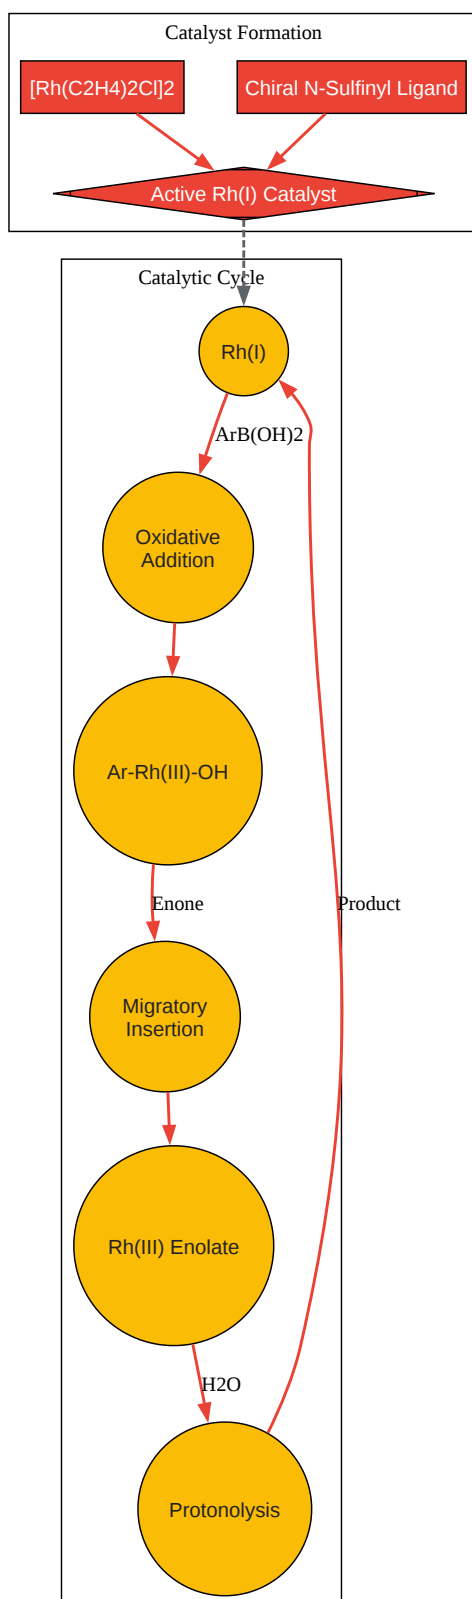 Catalyst Formation
[Rh(C2H4)2Cl]2
Chiral N-Sulfinyl Ligand
Active Rh(I) Catalyst
Catalytic Cycle
Rh(I)
ArB(OH)2
Oxidative
Addition
Ar-Rh(III)-OH
Enone
Product
Migratory
Insertion
Rh(III) Enolate
H2O
Protonolysis